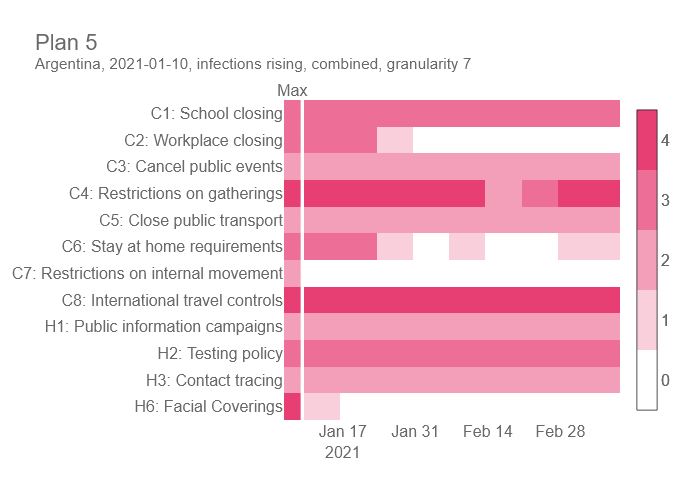 Plan 5
Argentina, 2021-01-10, infections rising, combined, granularity 7
Max
C1: School closing
C2: Workplace closing
C3: Cancel public events
C4: Restrictions on gatherings
C5: Close public transport
C6: Stay at home requirements
C7: Restrictions on internal movement
C8: International travel controls
H1: Public information campaigns
H2: Testing policy
H3: Contact tracing
H6: Facial Coverings
Jan 17 Jan 31 Feb 14 Feb 28
2021
4
3
2
1
0